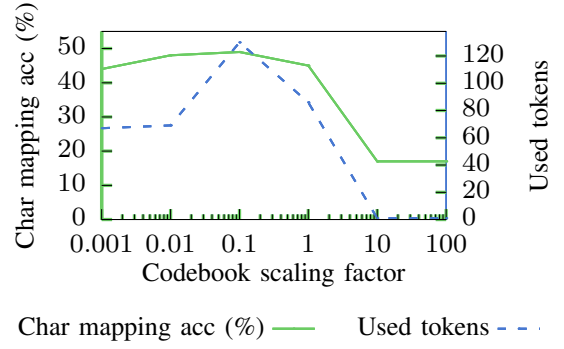 Char mapping acc (%)
50
40
30
20
10
0
120
100
80
60
40
20
0
Used tokens
0.001 0.01 0.1 1 10 100
Codebook scaling factor
Char mapping acc (%) Used tokens